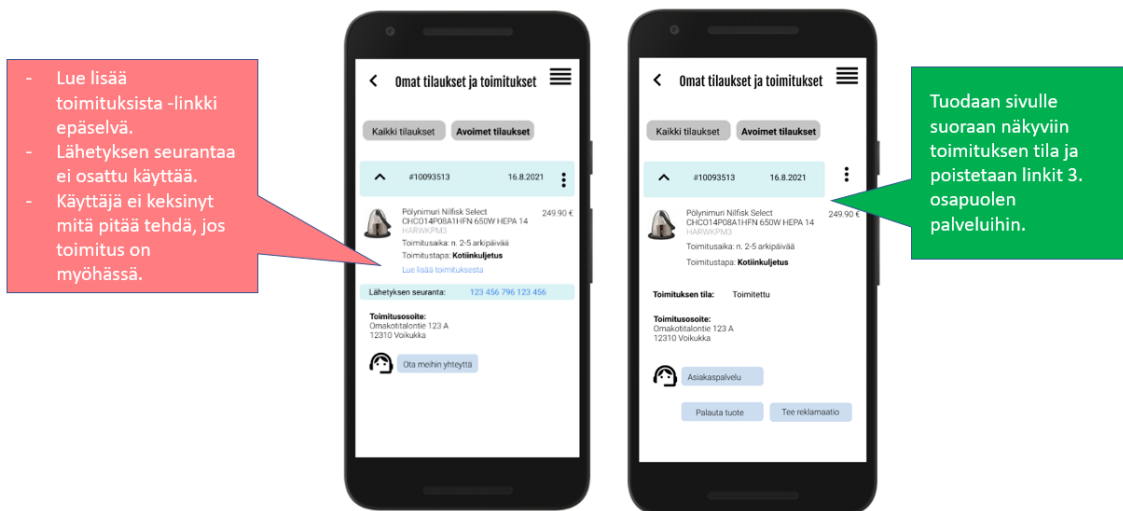 - Lue lisää
toimituksista -linkki
epäselvä.
- Lähetyksen seurantaa
ei osattu käyttää.
- Käyttäjä ei keksinyt
mitä pitää tehdä, jos
toimitus on
myöhässä.
Omat tilaukset ja toimitukset
Kaikki tilaukset Avoimet tilaukset
#10093513 16.8.2021
Pölynimuri Nilfisk Select 249.90 €
CHCO14P08A1HFN 650W HEPA 14
HARWKPM3
Toimitusaika: n. 2-5 arkipäivää
Toimitustapa: Kotiinkuljetus
Lue lisää toimituksesta
Lähetyksen seuranta: 123 456 796 123 456
Toimitusosoite:
Omakotitalontie 123 A
12310 Voikukka
Ota meihin yhteyttä
Omat tilaukset ja toimitukset
Kaikki tilaukset Avoimet tilaukset
#10093513 16.8.2021
Pölynimuri Nilfisk Select 249.90 €
CHCO14P08A1HFN 650W HEPA 14
HARWKPM3
Toimitusaika: n. 2-5 arkipäivää
Toimitustapa: Kotiinkuljetus
Toimituksen tila: Toimitettu
Toimitusosoite:
Omakotitalontie 123 A
12310 Voikukka
Asiakaspalvelu
Palauta tuote Tee reklamaatio
Tuodaan sivulle
suoraan näkyviin
toimituksen tila ja
poistetaan linkit 3.
osapuolen
palveluihin.